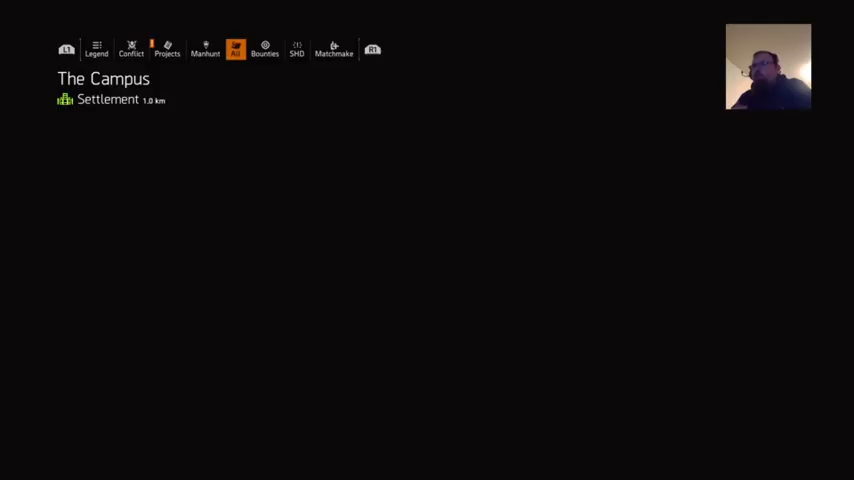 L1 Legend Conflict Projects Manhunt All Bounties SHD Matchmake R1
The Campus
Settlement 1.0 km